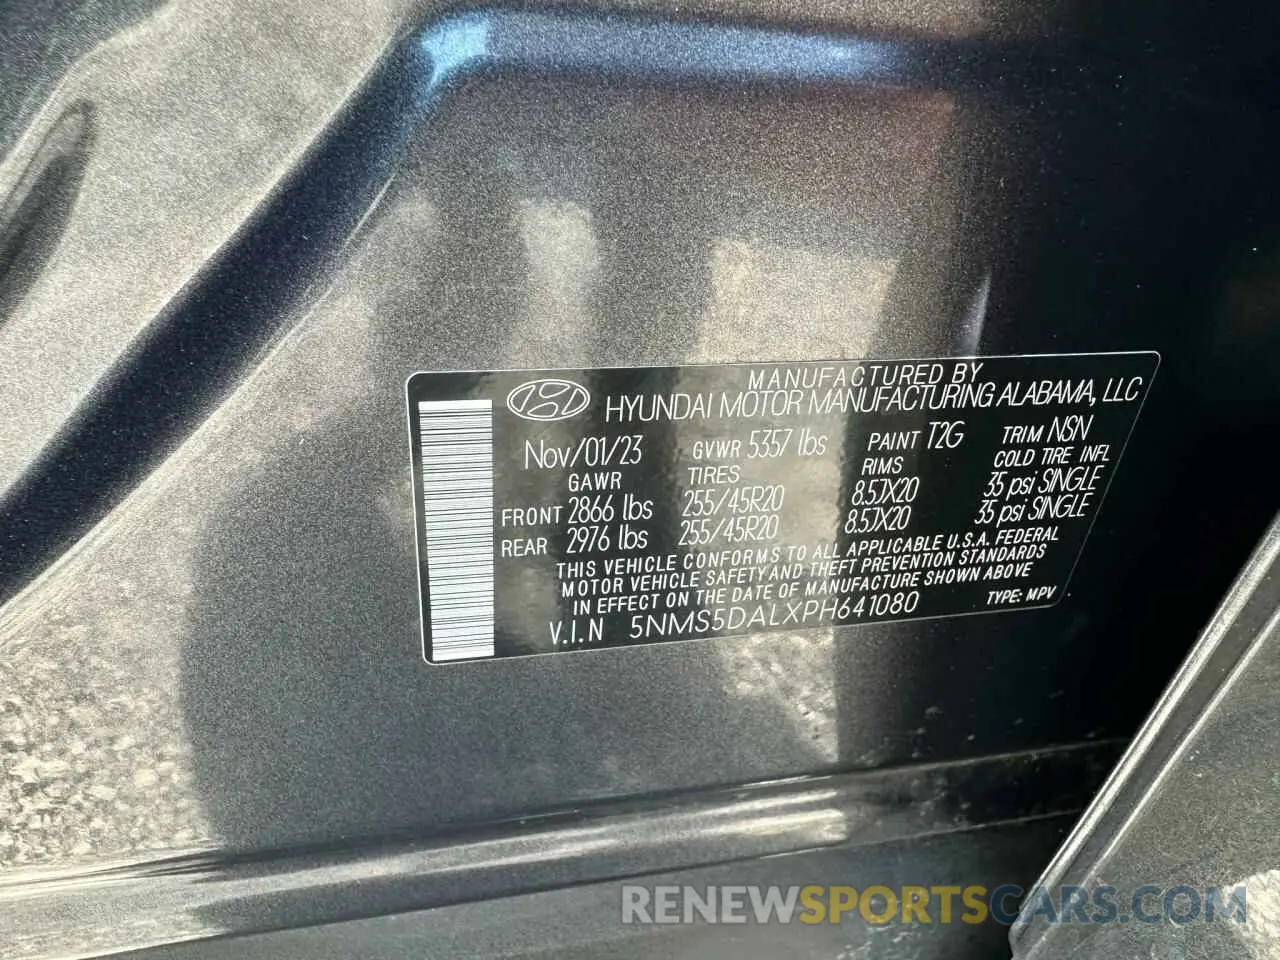 MANUFACTURED BY
HYUNDAI MOTOR MANUFACTURING ALABAMA, LLC
Nov/01/23 GVWR 5357 lbs PAINT T2G TRIM NSN
GAWR TIRES RIMS COLD TIRE INFL
FRONT 2866 lbs 255/45R20 8.5JX20 35 psi SINGLE
REAR 2976 lbs 255/45R20 8.5JX20 35 psi SINGLE
THIS VEHICLE CONFORMS TO ALL APPLICABLE U.S.A. FEDERAL
MOTOR VEHICLE SAFETY AND THEFT PREVENTION STANDARDS
IN EFFECT ON THE DATE OF MANUFACTURE SHOWN ABOVE
V.I.N 5NMS5DALXPH641080 TYPE: MPV
RENEWSPORTSCARS.COM